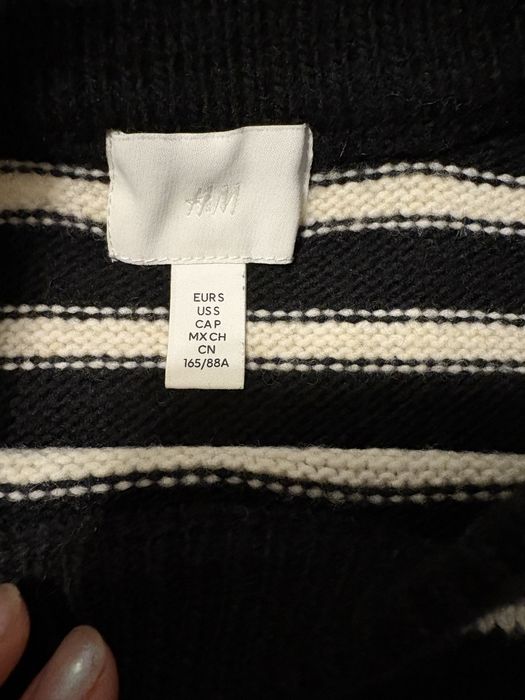 H&M
EUR S
US S
CA P
MX CH
CN
165/88A